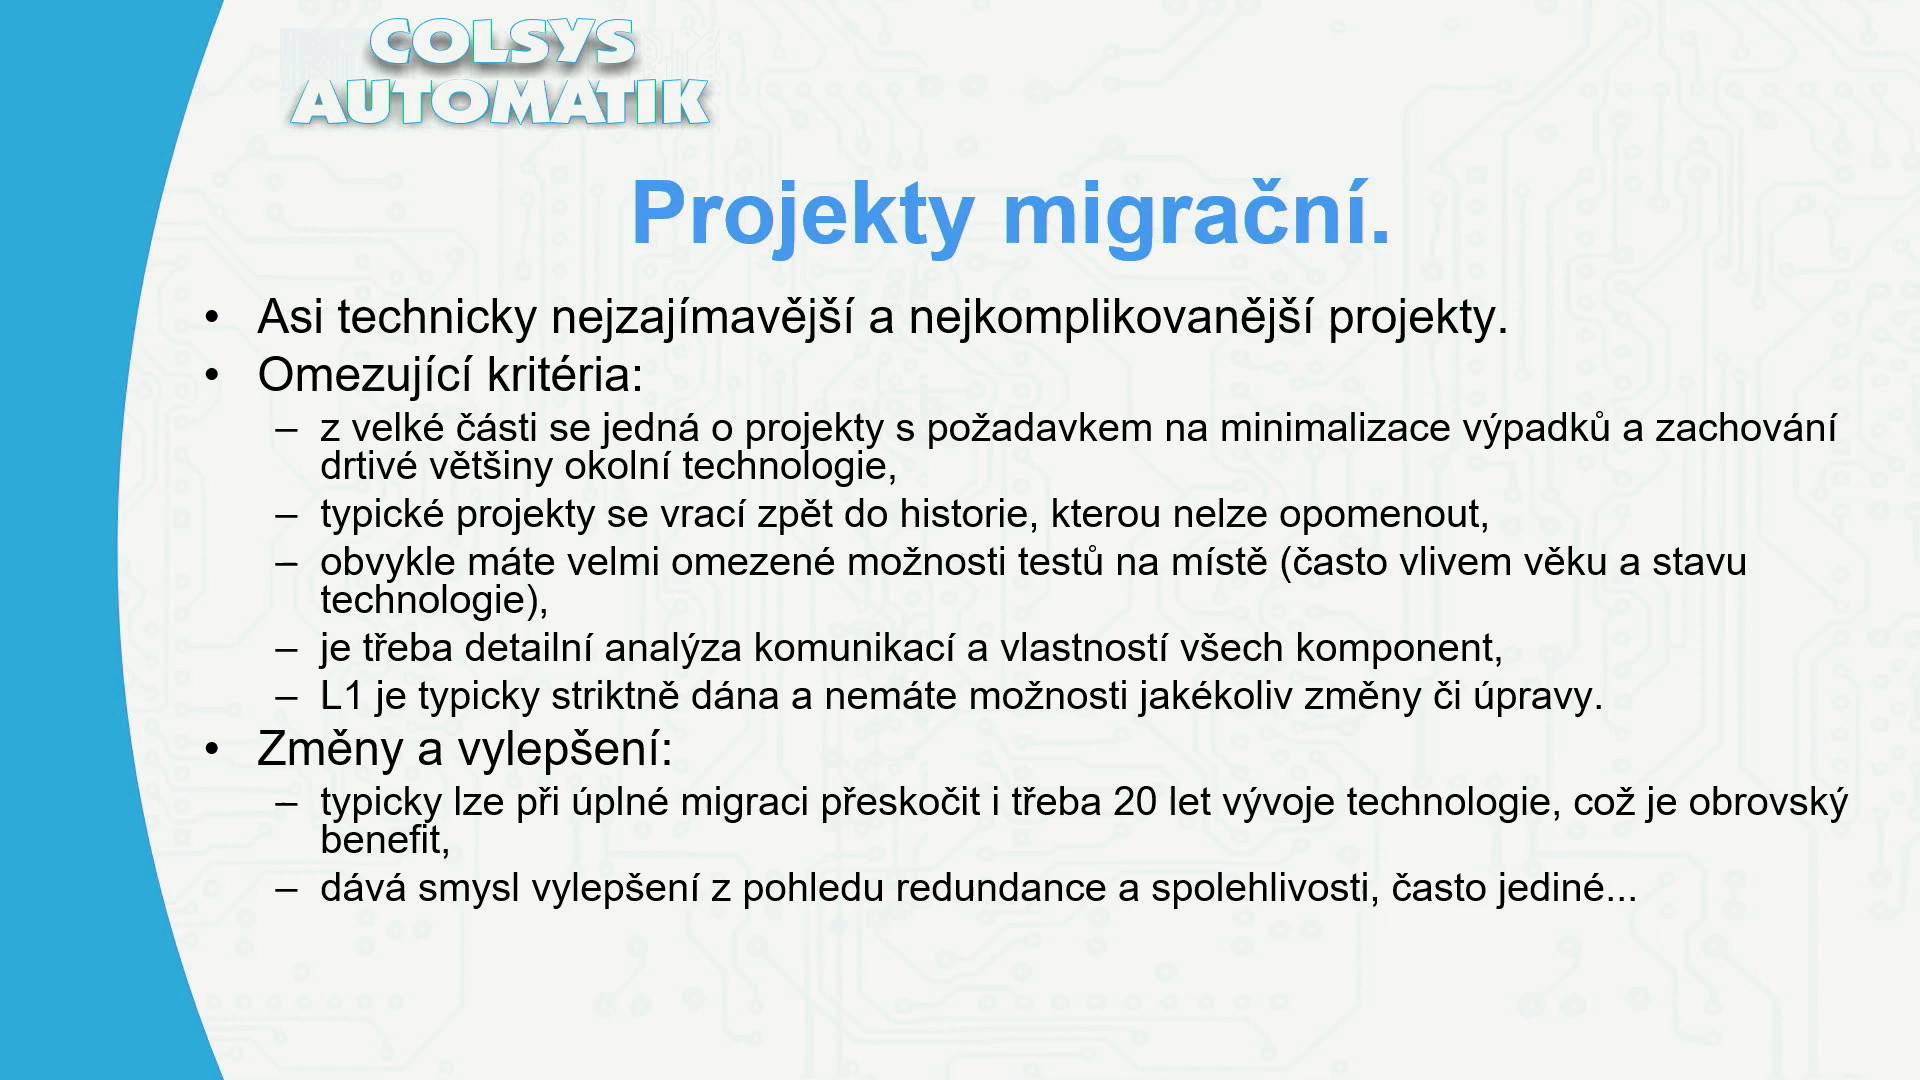 COLSYS
AUTOMATIK
Projekty migrační.
• Asi technicky nejzajímavější a nejkomplikovanější projekty.
• Omezující kritéria:
– z velké části se jedná o projekty s požadavkem na minimalizace výpadků a zachování
drtivé většiny okolní technologie,
– typické projekty se vrací zpět do historie, kterou nelze opomenout,
– obvykle máte velmi omezené možnosti testů na místě (často vlivem věku a stavu
technologie),
– je třeba detailní analýza komunikací a vlastností všech komponent,
– L1 je typicky striktně dána a nemáte možnosti jakékoliv změny či úpravy.
• Změny a vylepšení:
– typicky lze při úplné migraci přeskočit i třeba 20 let vývoje technologie, což je obrovský
benefit,
– dává smysl vylepšení z pohledu redundance a spolehlivosti, často jediné...